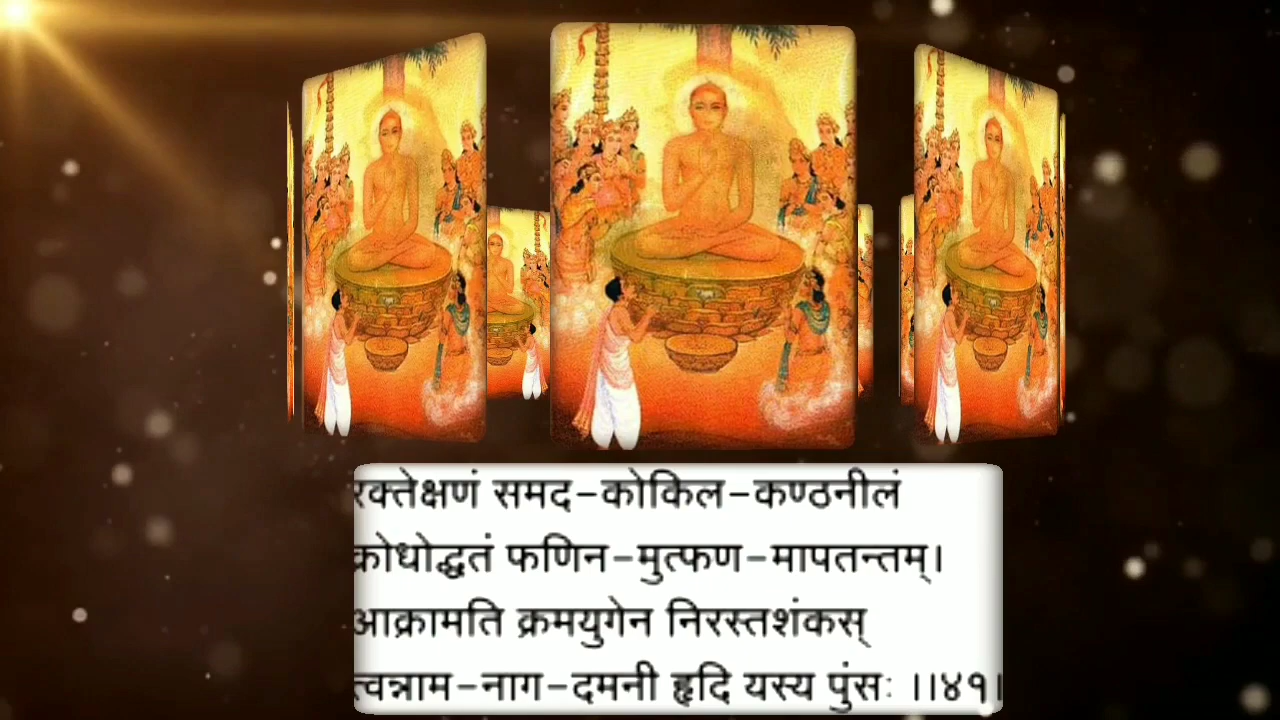 रक्तेक्षणं समद-कोकिल-कण्ठनीलं
क्रोधोद्धतं फणिन-मुत्फण-मापतन्तम्।
आक्रामति क्रमयुगेन निरस्तशंकस्
त्वन्नाम-नाग-दमनी हृदि यस्य पुंसः ।।४१।